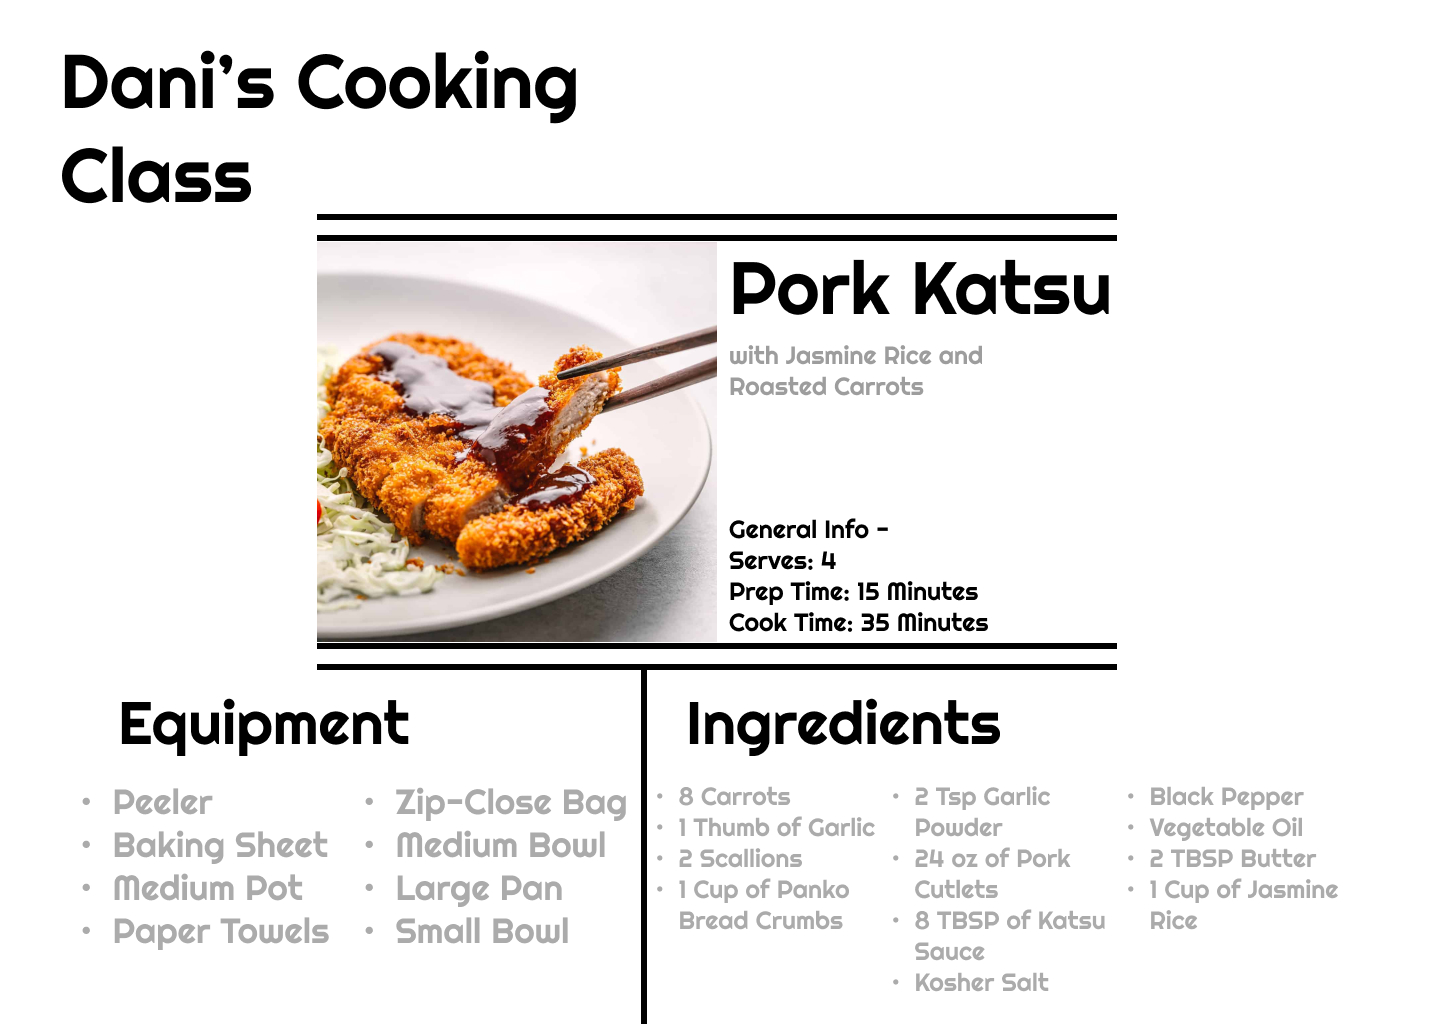 Dani’s Cooking
Class
Pork Katsu
with Jasmine Rice and
Roasted Carrots
General Info -
Serves: 4
Prep Time: 15 Minutes
Cook Time: 35 Minutes
Equipment
• Peeler
• Baking Sheet
• Medium Pot
• Paper Towels
• Zip-Close Bag
• Medium Bowl
• Large Pan
• Small Bowl
Ingredients
• 8 Carrots
• 1 Thumb of Garlic
• 2 Scallions
• 1 Cup of Panko
Bread Crumbs
• 2 Tsp Garlic
Powder
• 24 oz of Pork
Cutlets
• 8 TBSP of Katsu
Sauce
• Kosher Salt
• Black Pepper
• Vegetable Oil
• 2 TBSP Butter
• 1 Cup of Jasmine
Rice